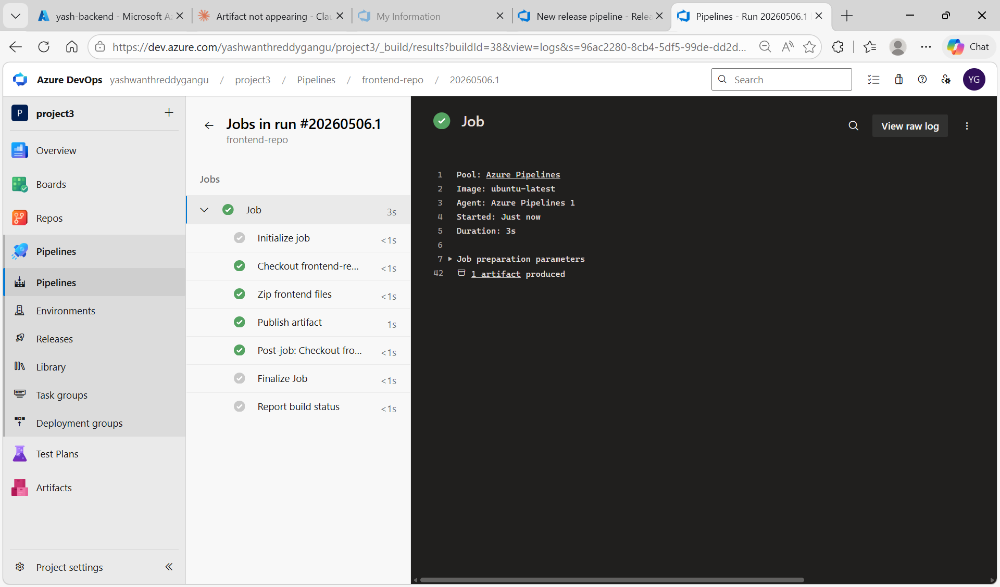 yash-backend - Microsoft Az
Artifact not appearing - Clau
My Information
New release pipeline - Relea
Pipelines - Run 20260506.1
https://dev.azure.com/yashwanthreddygangu/project3/_build/results?buildId=38&view=logs&s=96ac2280-8cb4-5df5-99de-dd2d...
Chat
Azure DevOps yashwanthreddygangu / project3 / Pipelines / frontend-repo / 20260506.1
Search
YG
P project3
Overview
Boards
Repos
Pipelines
Pipelines
Environments
Releases
Library
Task groups
Deployment groups
Test Plans
Artifacts
Project settings
Jobs in run #20260506.1
frontend-repo
Jobs
Job 3s
Initialize job <1s
Checkout frontend-re... <1s
Zip frontend files <1s
Publish artifact 1s
Post-job: Checkout fro... <1s
Finalize Job <1s
Report build status <1s
Job
View raw log
1 Pool: Azure Pipelines
2 Image: ubuntu-latest
3 Agent: Azure Pipelines 1
4 Started: Just now
5 Duration: 3s
6
7 Job preparation parameters
42 1 artifact produced